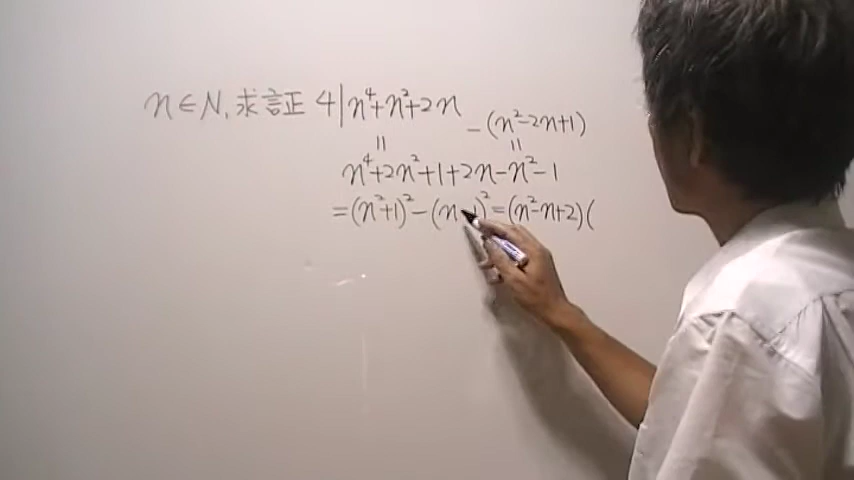 n∈N, 求証 4|n⁴+n²+2n
-(n²-2n+1)
॥ ॥
n⁴+2n²+1+2n-n²-1
=(n²+1)²-(n-1)²=(n²-n+2)(